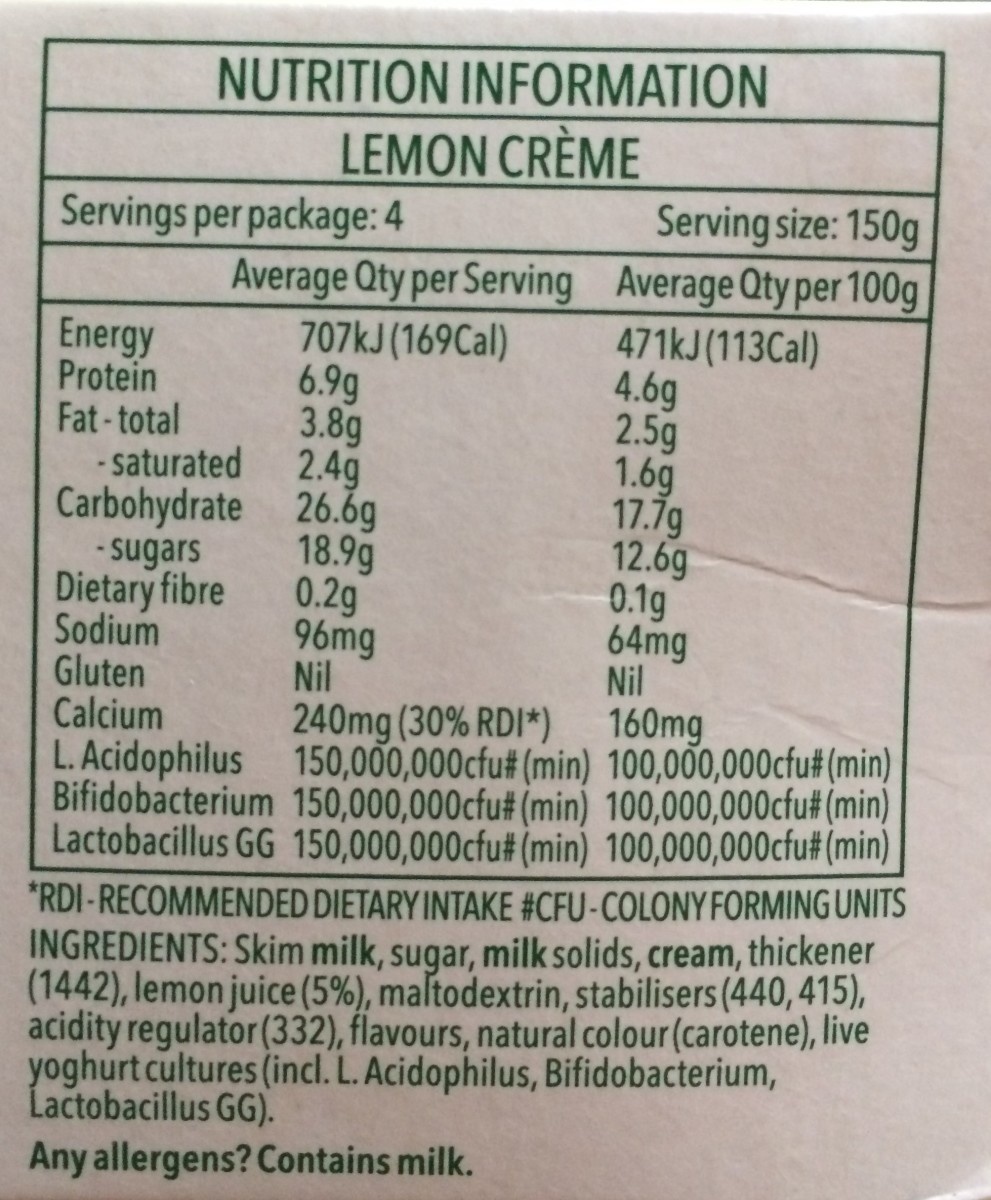 NUTRITION INFORMATION
LEMON CRÈME
Servings per package: 4 Serving size: 150g
Average Qty per Serving Average Qty per 100g
Energy 707kJ (169Cal) 471kJ (113Cal)
Protein 6.9g 4.6g
Fat - total 3.8g 2.5g
- saturated 2.4g 1.6g
Carbohydrate 26.6g 17.7g
- sugars 18.9g 12.6g
Dietary fibre 0.2g 0.1g
Sodium 96mg 64mg
Gluten Nil Nil
Calcium 240mg (30% RDI*) 160mg
L. Acidophilus 150,000,000cfu# (min) 100,000,000cfu# (min)
Bifidobacterium 150,000,000cfu# (min) 100,000,000cfu# (min)
Lactobacillus GG 150,000,000cfu# (min) 100,000,000cfu# (min)
*RDI - RECOMMENDED DIETARY INTAKE #CFU - COLONY FORMING UNITS
INGREDIENTS: Skim milk, sugar, milk solids, cream, thickener
(1442), lemon juice (5%), maltodextrin, stabilisers (440, 415),
acidity regulator (332), flavours, natural colour (carotene), live
yoghurt cultures (incl. L. Acidophilus, Bifidobacterium,
Lactobacillus GG).
Any allergens? Contains milk.